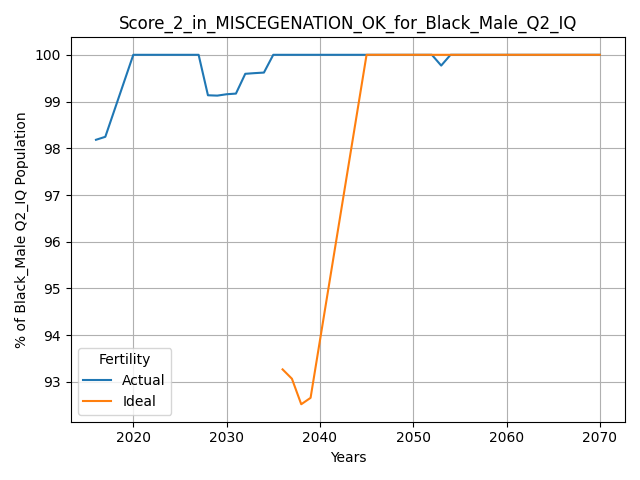 Score_2_in_MISCEGENATION_OK_for_Black_Male_Q2_IQ
% of Black_Male Q2_IQ Population
100
99
98
97
96
95
94
93
Fertility
Actual
Ideal
2020 2030 2040 2050 2060 2070
Years